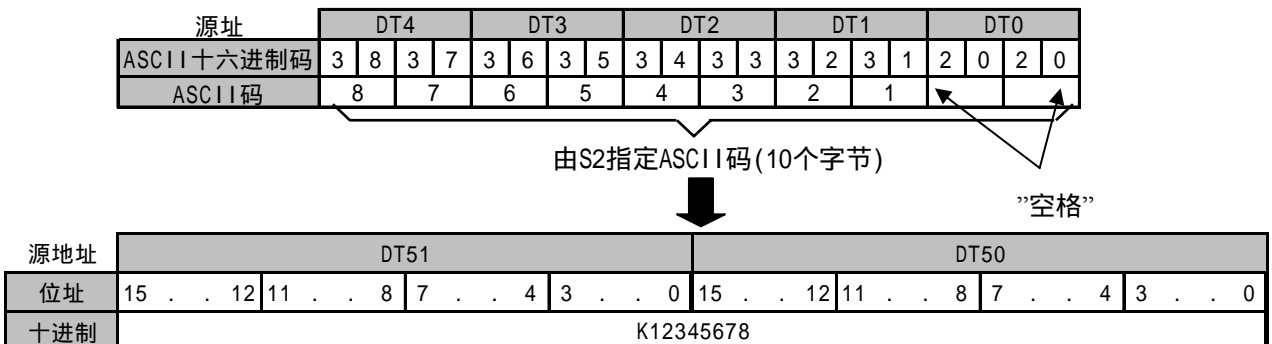 源址 DT4 DT3 DT2 DT1 DT0
ASCII十六进制码 3 8 3 7 3 6 3 5 3 4 3 3 3 2 3 1 2 0 2 0
ASCII码 8 7 6 5 4 3 2 1
由S2指定ASCII码(10个字节)
”空格”
源地址 DT51 DT50
位址 15 . . 12 11 . . 8 7 . . 4 3 . . 0 15 . . 12 11 . . 8 7 . . 4 3 . . 0
十进制 K12345678